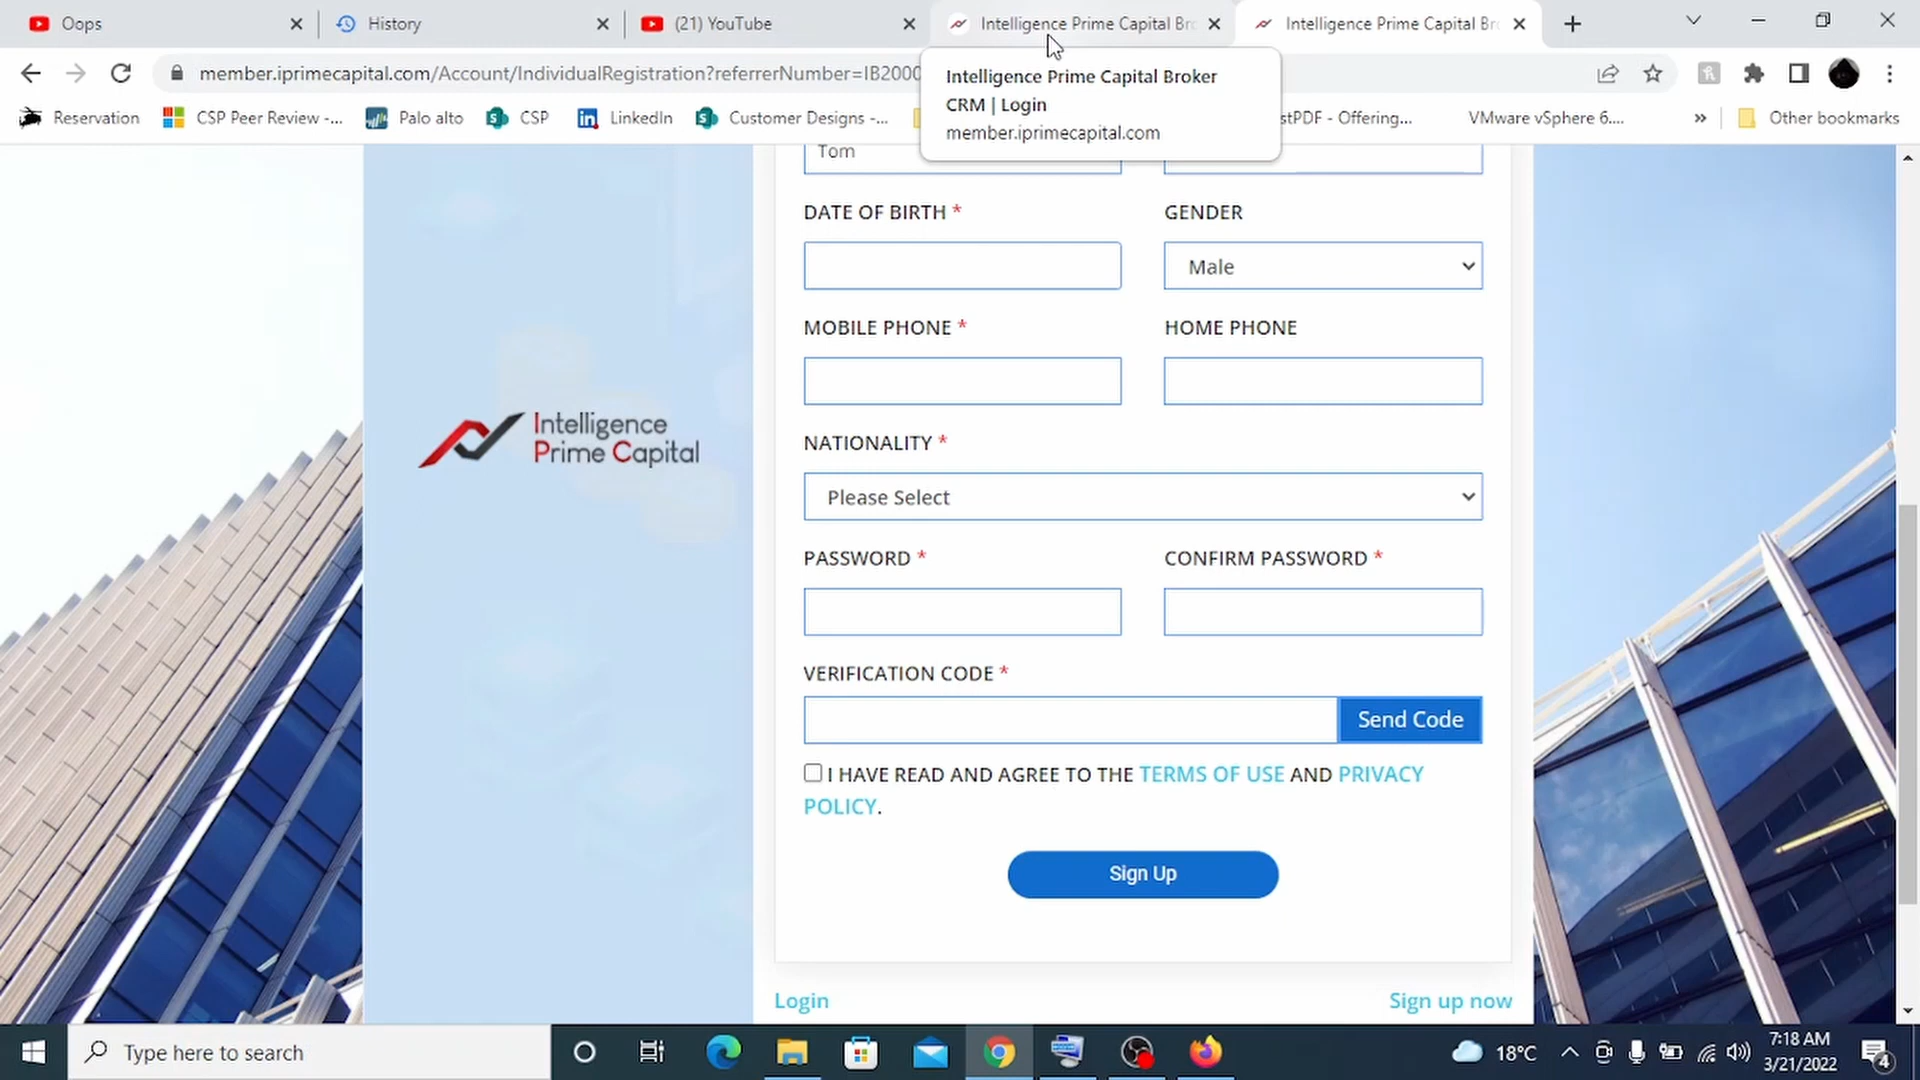 Oops
History
(21) YouTube
Intelligence Prime Capital Br
Intelligence Prime Capital Br
member.iprimecapital.com/Account/IndividualRegistration?referrerNumber=IB2000
Intelligence Prime Capital Broker
CRM | Login
member.iprimecapital.com
Reservation
CSP Peer Review -...
Palo alto
CSP
LinkedIn
Customer Designs -...
stPDF - Offering...
VMware vSphere 6....
»
Other bookmarks
Tom
DATE OF BIRTH *
GENDER
Male
MOBILE PHONE *
HOME PHONE
Intelligence
Prime Capital
NATIONALITY *
Please Select
PASSWORD *
CONFIRM PASSWORD *
VERIFICATION CODE *
Send Code
I HAVE READ AND AGREE TO THE TERMS OF USE AND PRIVACY
POLICY.
Sign Up
Login
Sign up now
Type here to search
18°C
7:18 AM
3/21/2022
4